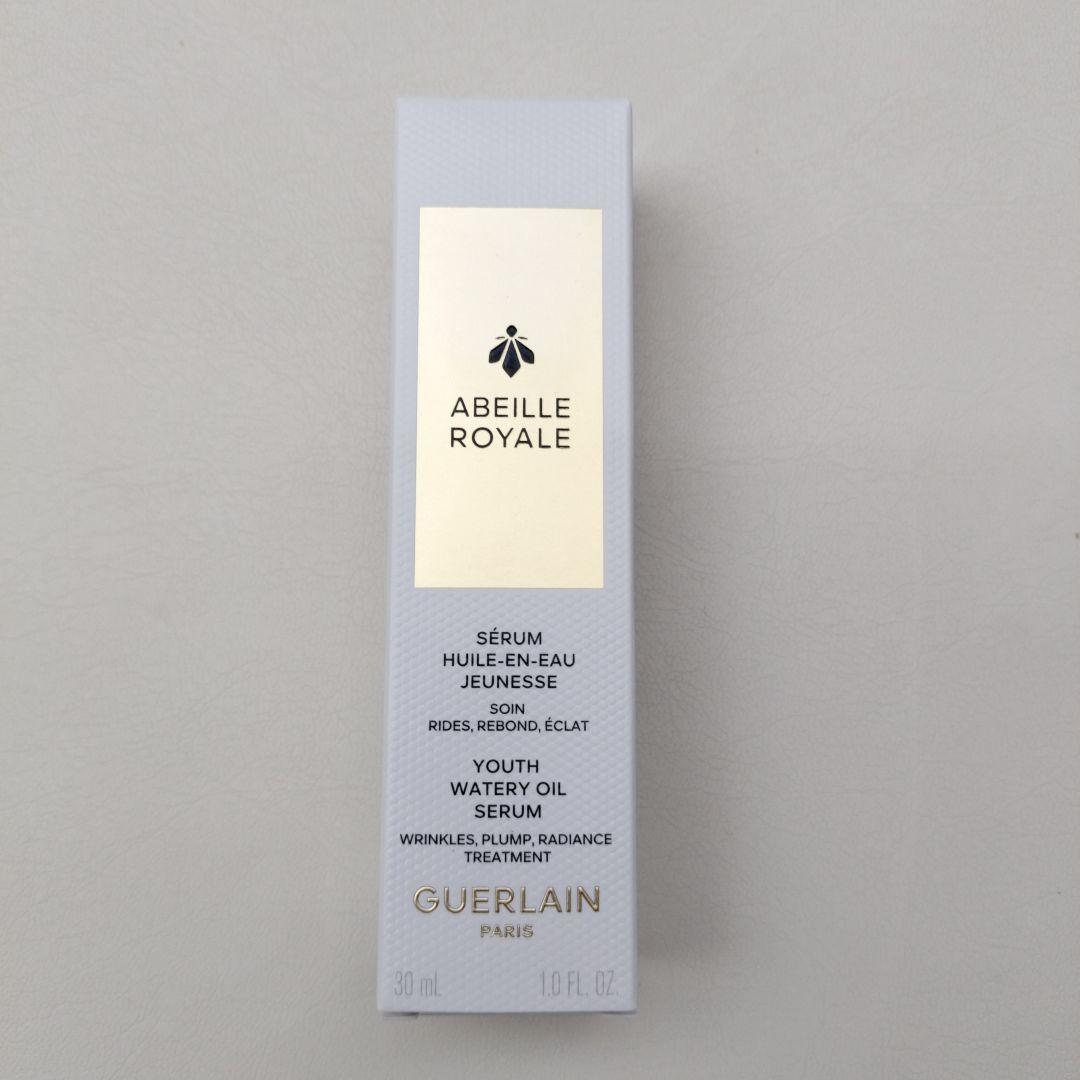 ABEILLE
ROYALE
SÉRUM
HUILE-EN-EAU
JEUNESSE
SOIN
RIDES, REBOND, ÉCLAT
YOUTH
WATERY OIL
SERUM
WRINKLES, PLUMP, RADIANCE
TREATMENT
GUERLAIN
PARIS
30 mL 1.0 FL. OZ.